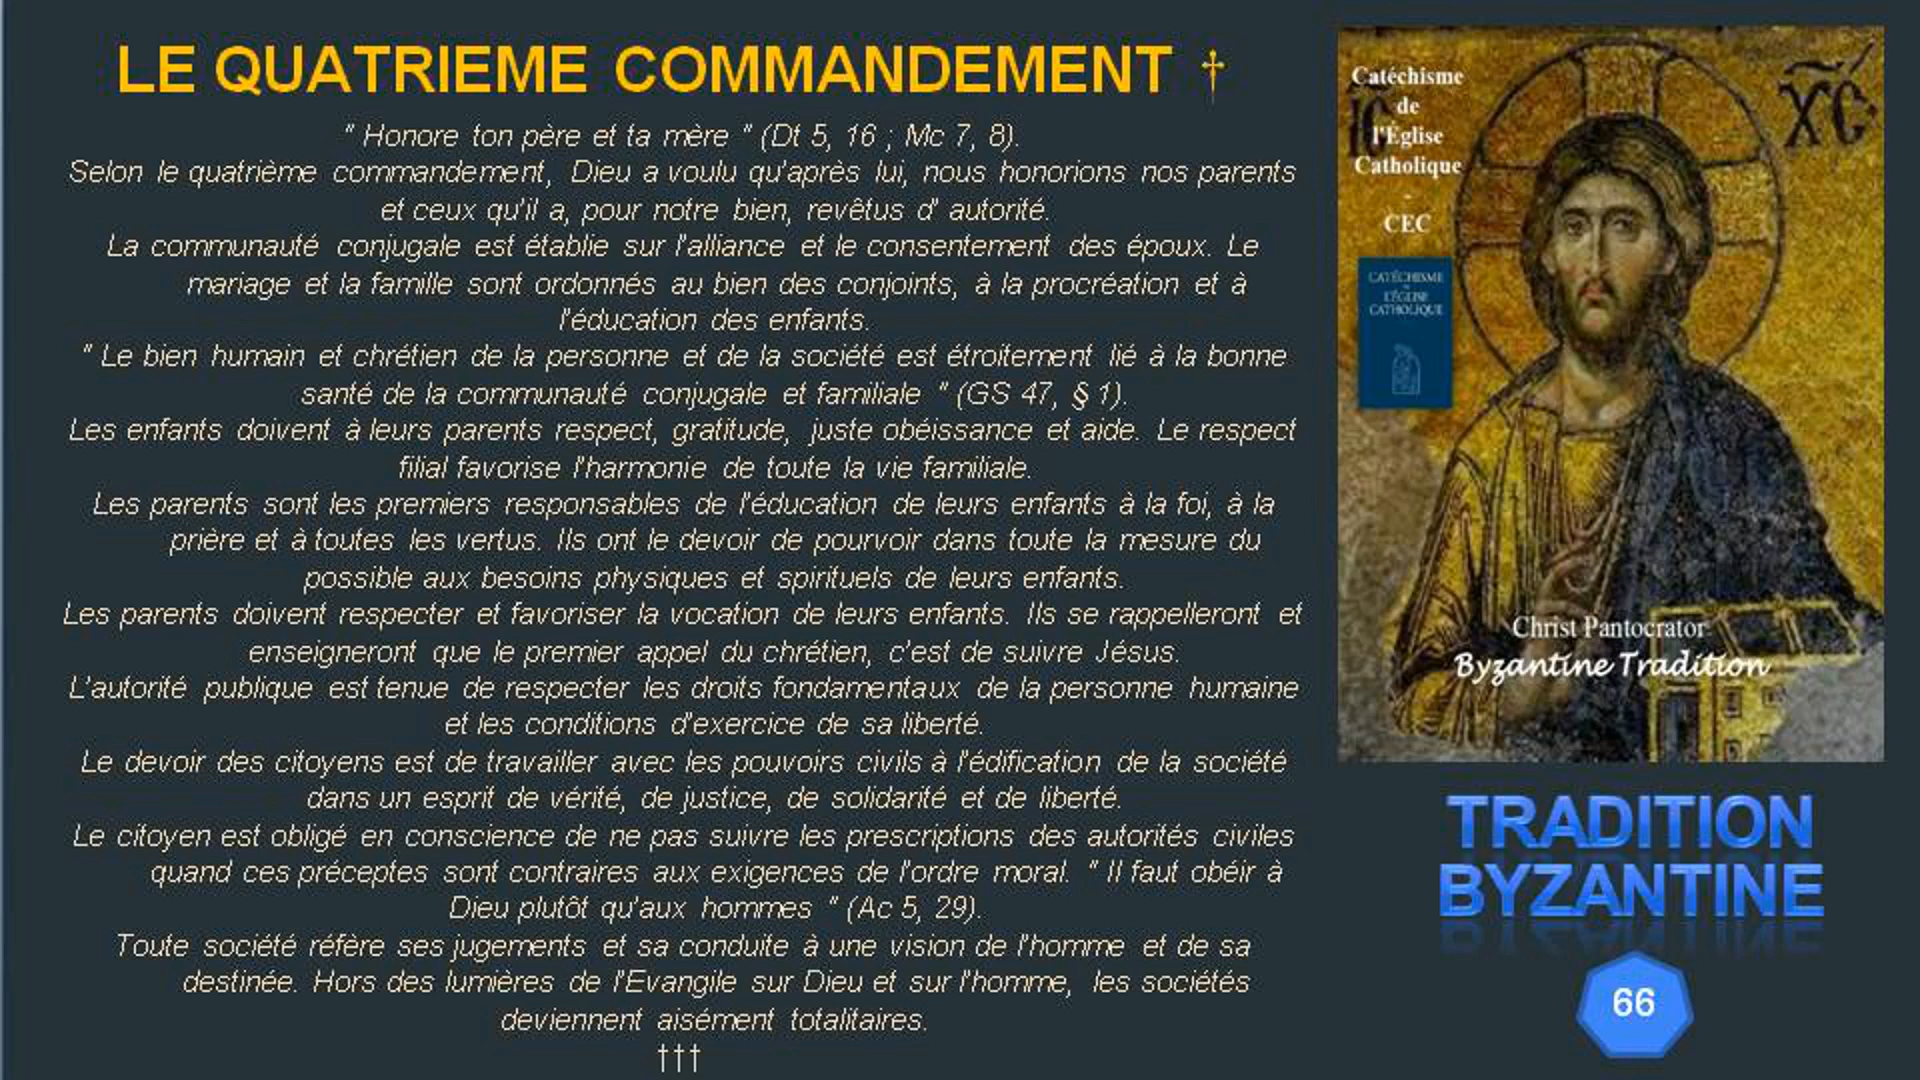 LE QUATRIEME COMMANDEMENT †
" Honore ton père et ta mère " (Dt 5, 16 ; Mc 7, 8).
Selon le quatrième commandement, Dieu a voulu qu'après lui, nous honorions nos parents
et ceux qu'il a, pour notre bien, revêtus d' autorité.
La communauté conjugale est établie sur l'alliance et le consentement des époux. Le
mariage et la famille sont ordonnés au bien des conjoints, à la procréation et à
l'éducation des enfants.
" Le bien humain et chrétien de la personne et de la société est étroitement lié à la bonne
santé de la communauté conjugale et familiale " (GS 47, § 1).
Les enfants doivent à leurs parents respect, gratitude, juste obéissance et aide. Le respect
filial favorise l'harmonie de toute la vie familiale.
Les parents sont les premiers responsables de l'éducation de leurs enfants à la foi, à la
prière et à toutes les vertus. Ils ont le devoir de pourvoir dans toute la mesure du
possible aux besoins physiques et spirituels de leurs enfants.
Les parents doivent respecter et favoriser la vocation de leurs enfants. Ils se rappelleront et
enseigneront que le premier appel du chrétien, c'est de suivre Jésus.
L'autorité publique est tenue de respecter les droits fondamentaux de la personne humaine
et les conditions d'exercice de sa liberté.
Le devoir des citoyens est de travailler avec les pouvoirs civils à l'édification de la société
dans un esprit de vérité, de justice, de solidarité et de liberté.
Le citoyen est obligé en conscience de ne pas suivre les prescriptions des autorités civiles
quand ces préceptes sont contraires aux exigences de l'ordre moral. " Il faut obéir à
Dieu plutôt qu'aux hommes " (Ac 5, 29).
Toute société réfère ses jugements et sa conduite à une vision de l'homme et de sa
destinée. Hors des lumières de l'Evangile sur Dieu et sur l'homme, les sociétés
deviennent aisément totalitaires.
†††
Catéchisme
de
l'Église
Catholique
-
CEC
IC
XC
CATÉCHISME
DE
L'ÉGLISE
CATHOLIQUE
Christ Pantocrator
Byzantine Tradition
TRADITION
BYZANTINE
66